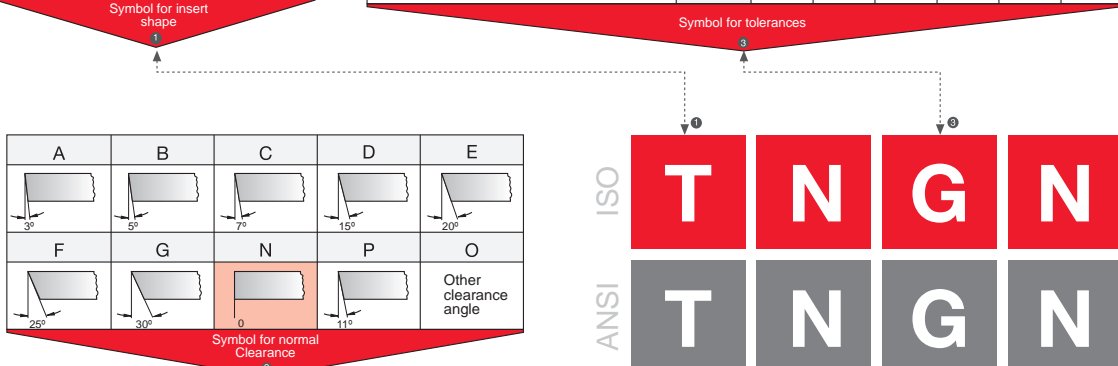 Symbol for insert
shape
1
Symbol for tolerances
3
1
3
A B C D E
3º 5º 7º 15º 20º
F G N P O
Other
clearance
angle
25º 30º 0 11º
Symbol for normal
Clearance
ISO
T N G N
ANSI
T N G N